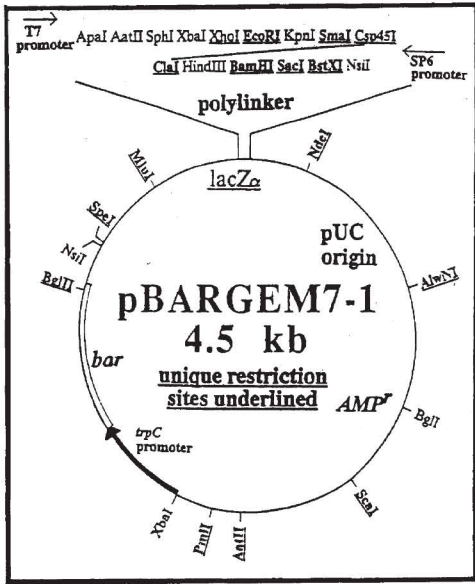 T7
promoter
ApaI AatII SphI XbaI XhoI EcoRI KpnI SmaI Csp45I
ClaI HindIII BamHI SacI BstXI NsiI
SP6
promoter
polylinker
lacZα
NdeI
MluI
SpeI
NsiI
BglII
pUC
origin
AlwNI
pBARGEM7-1
4.5 kb
unique restriction
sites underlined
bar
AMPr
BglI
trpC
promoter
ScaI
XbaI
PmlI
AatII